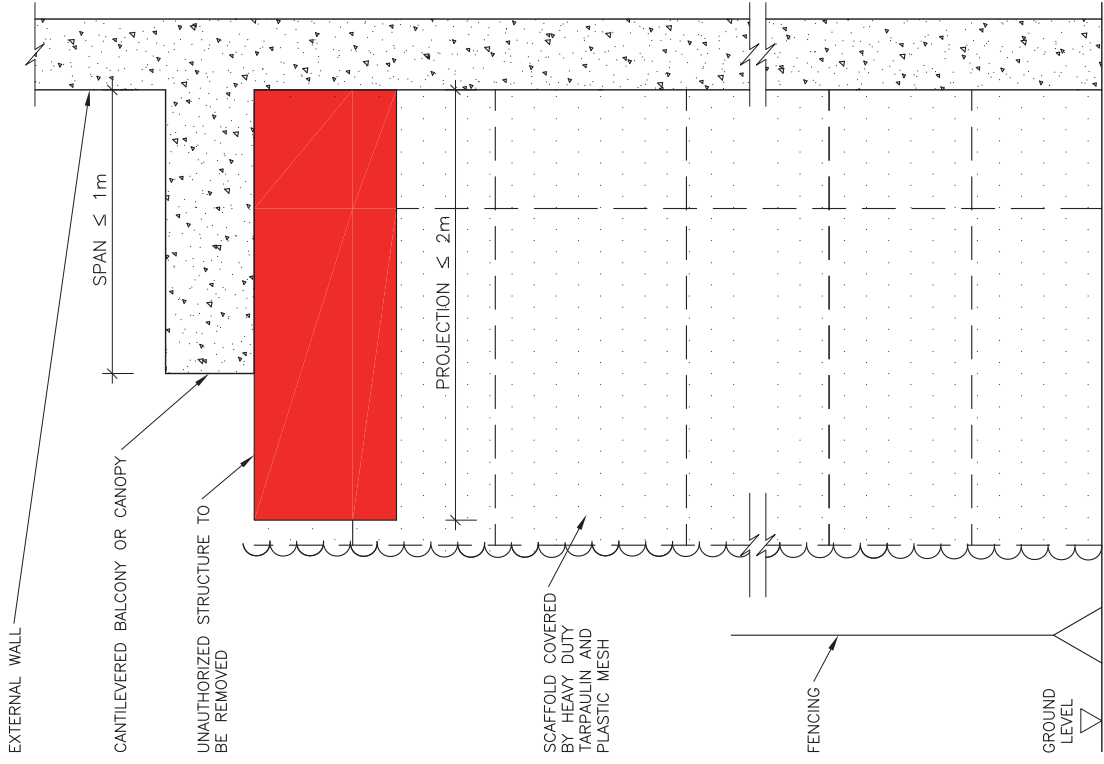 EXTERNAL WALL
SPAN ≤ 1m
CANTILEVERED BALCONY OR CANOPY
UNAUTHORIZED STRUCTURE TO
BE REMOVED
PROJECTION ≤ 2m
SCAFFOLD COVERED
BY HEAVY DUTY
TARPAULIN AND
PLASTIC MESH
FENCING
GROUND
LEVEL